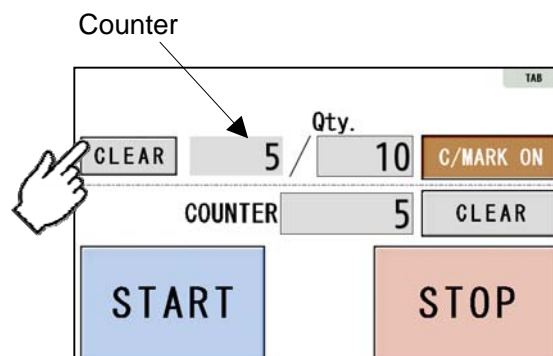 Counter
TAB
Qty.
CLEAR 5 / 10 C/MARK ON
COUNTER 5 CLEAR
START STOP